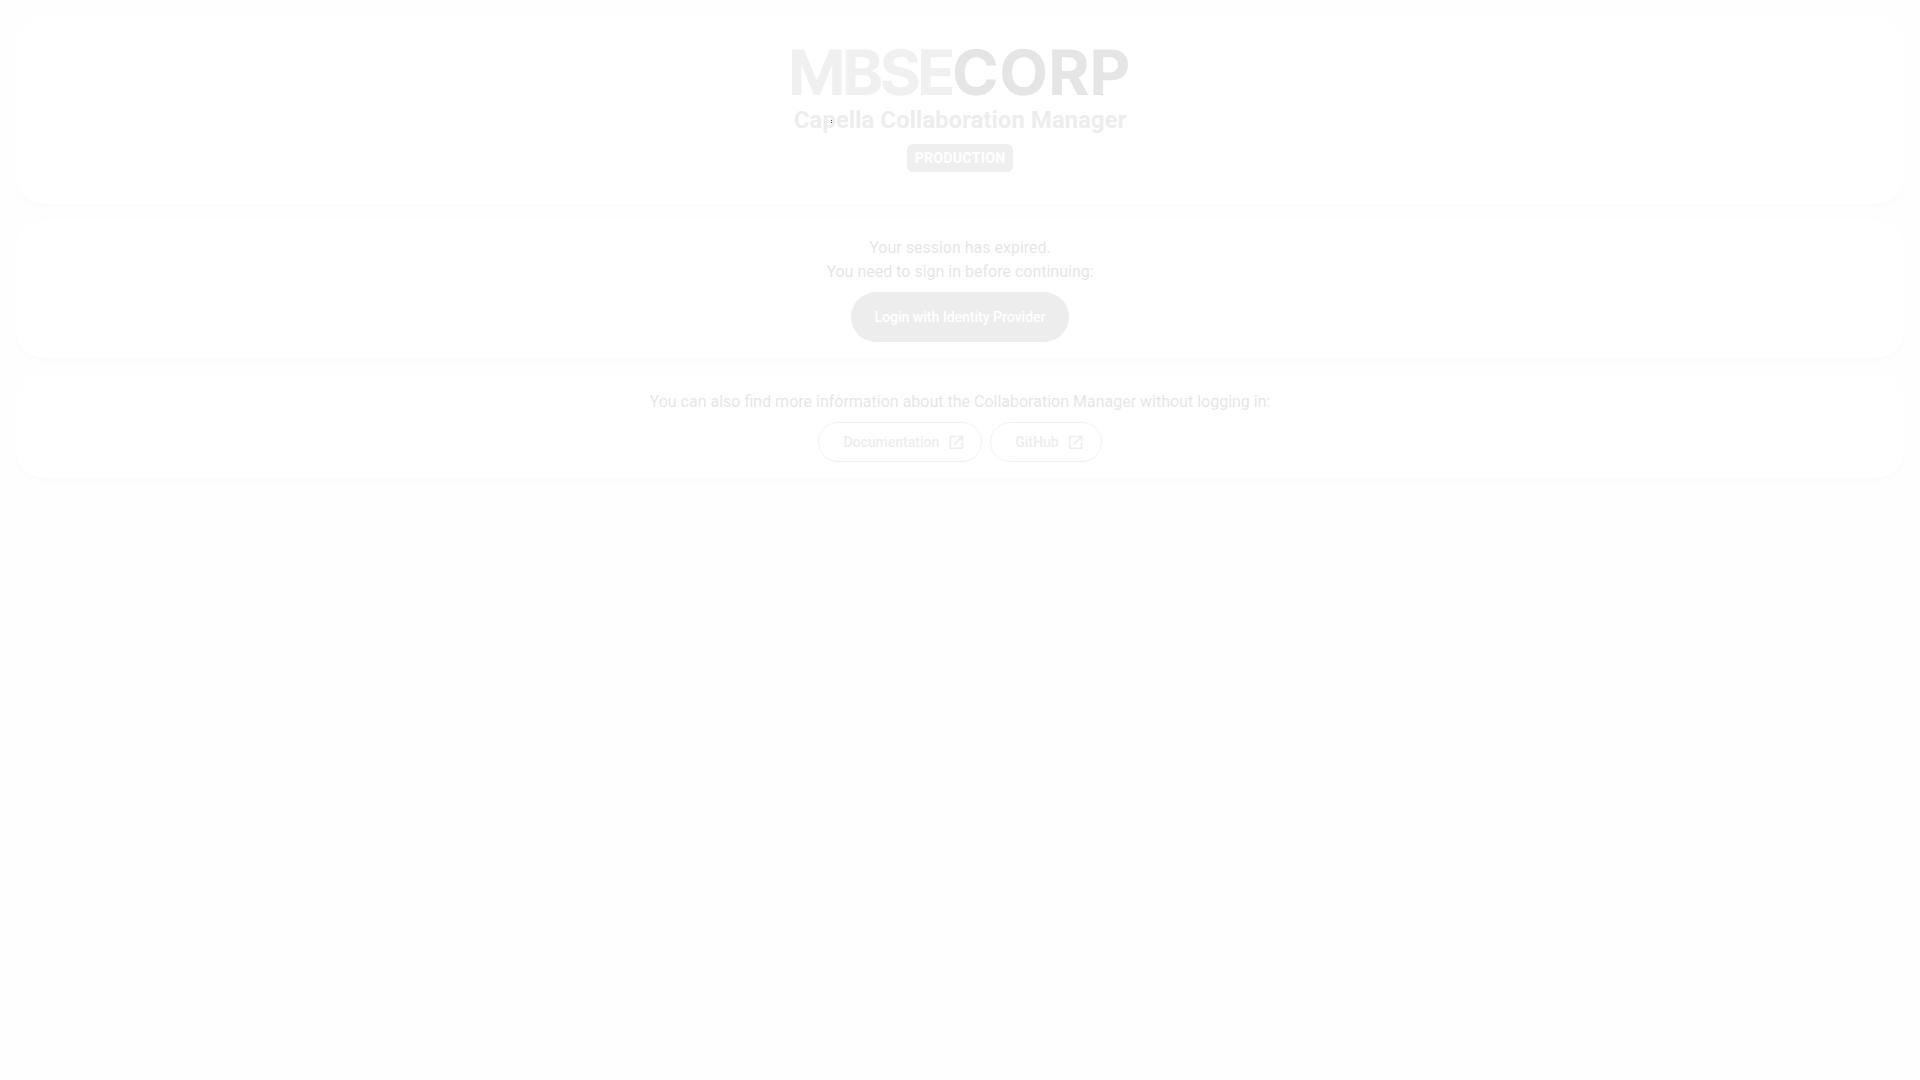 MBSECORP
Capella Collaboration Manager
PRODUCTION
Your session has expired.
You need to sign in before continuing:
Login with Identity Provider
You can also find more information about the Collaboration Manager without logging in:
Documentation
GitHub